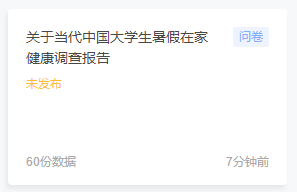 关于当代中国大学生暑假在家
问卷
健康调查报告
未发布
60份数据
7分钟前